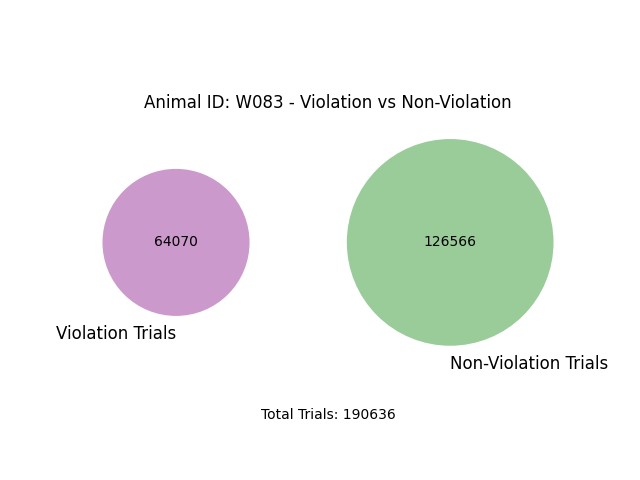 Animal ID: W083 - Violation vs Non-Violation
64070
126566
Violation Trials
Non-Violation Trials
Total Trials: 190636